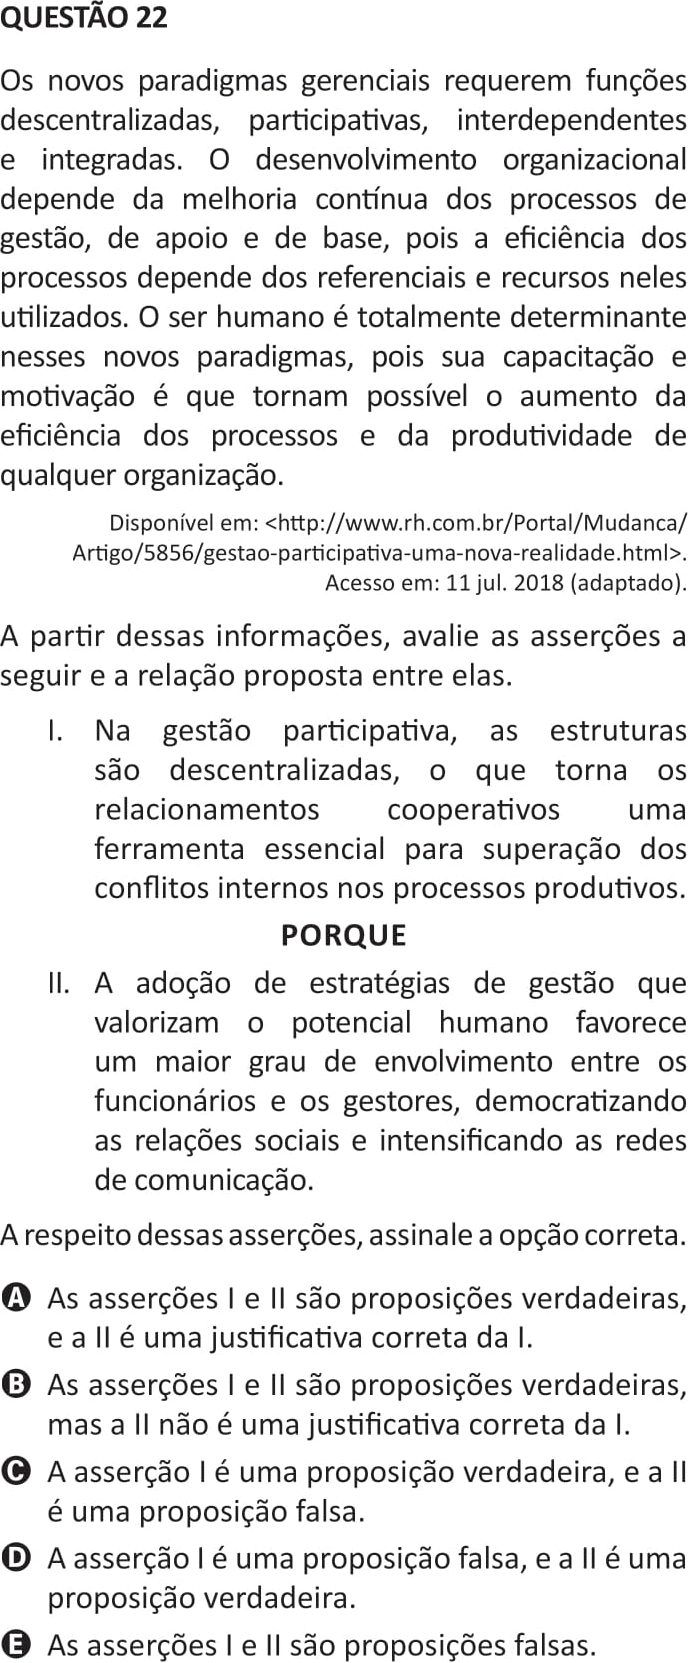 QUESTÃO 22
Os novos paradigmas gerenciais requerem funções
descentralizadas, participativas, interdependentes
e integradas. O desenvolvimento organizacional
depende da melhoria contínua dos processos de
gestão, de apoio e de base, pois a eficiência dos
processos depende dos referenciais e recursos neles
utilizados. O ser humano é totalmente determinante
nesses novos paradigmas, pois sua capacitação e
motivação é que tornam possível o aumento da
eficiência dos processos e da produtividade de
qualquer organização.
Disponível em: <http://www.rh.com.br/Portal/Mudanca/
Artigo/5856/gestao-participativa-uma-nova-realidade.html>.
Acesso em: 11 jul. 2018 (adaptado).
A partir dessas informações, avalie as asserções a
seguir e a relação proposta entre elas.
I. Na gestão participativa, as estruturas
são descentralizadas, o que torna os
relacionamentos cooperativos uma
ferramenta essencial para superação dos
conflitos internos nos processos produtivos.
PORQUE
II. A adoção de estratégias de gestão que
valorizam o potencial humano favorece
um maior grau de envolvimento entre os
funcionários e os gestores, democratizando
as relações sociais e intensificando as redes
de comunicação.
A respeito dessas asserções, assinale a opção correta.
A As asserções I e II são proposições verdadeiras,
e a II é uma justificativa correta da I.
B As asserções I e II são proposições verdadeiras,
mas a II não é uma justificativa correta da I.
C A asserção I é uma proposição verdadeira, e a II
é uma proposição falsa.
D A asserção I é uma proposição falsa, e a II é uma
proposição verdadeira.
E As asserções I e II são proposições falsas.